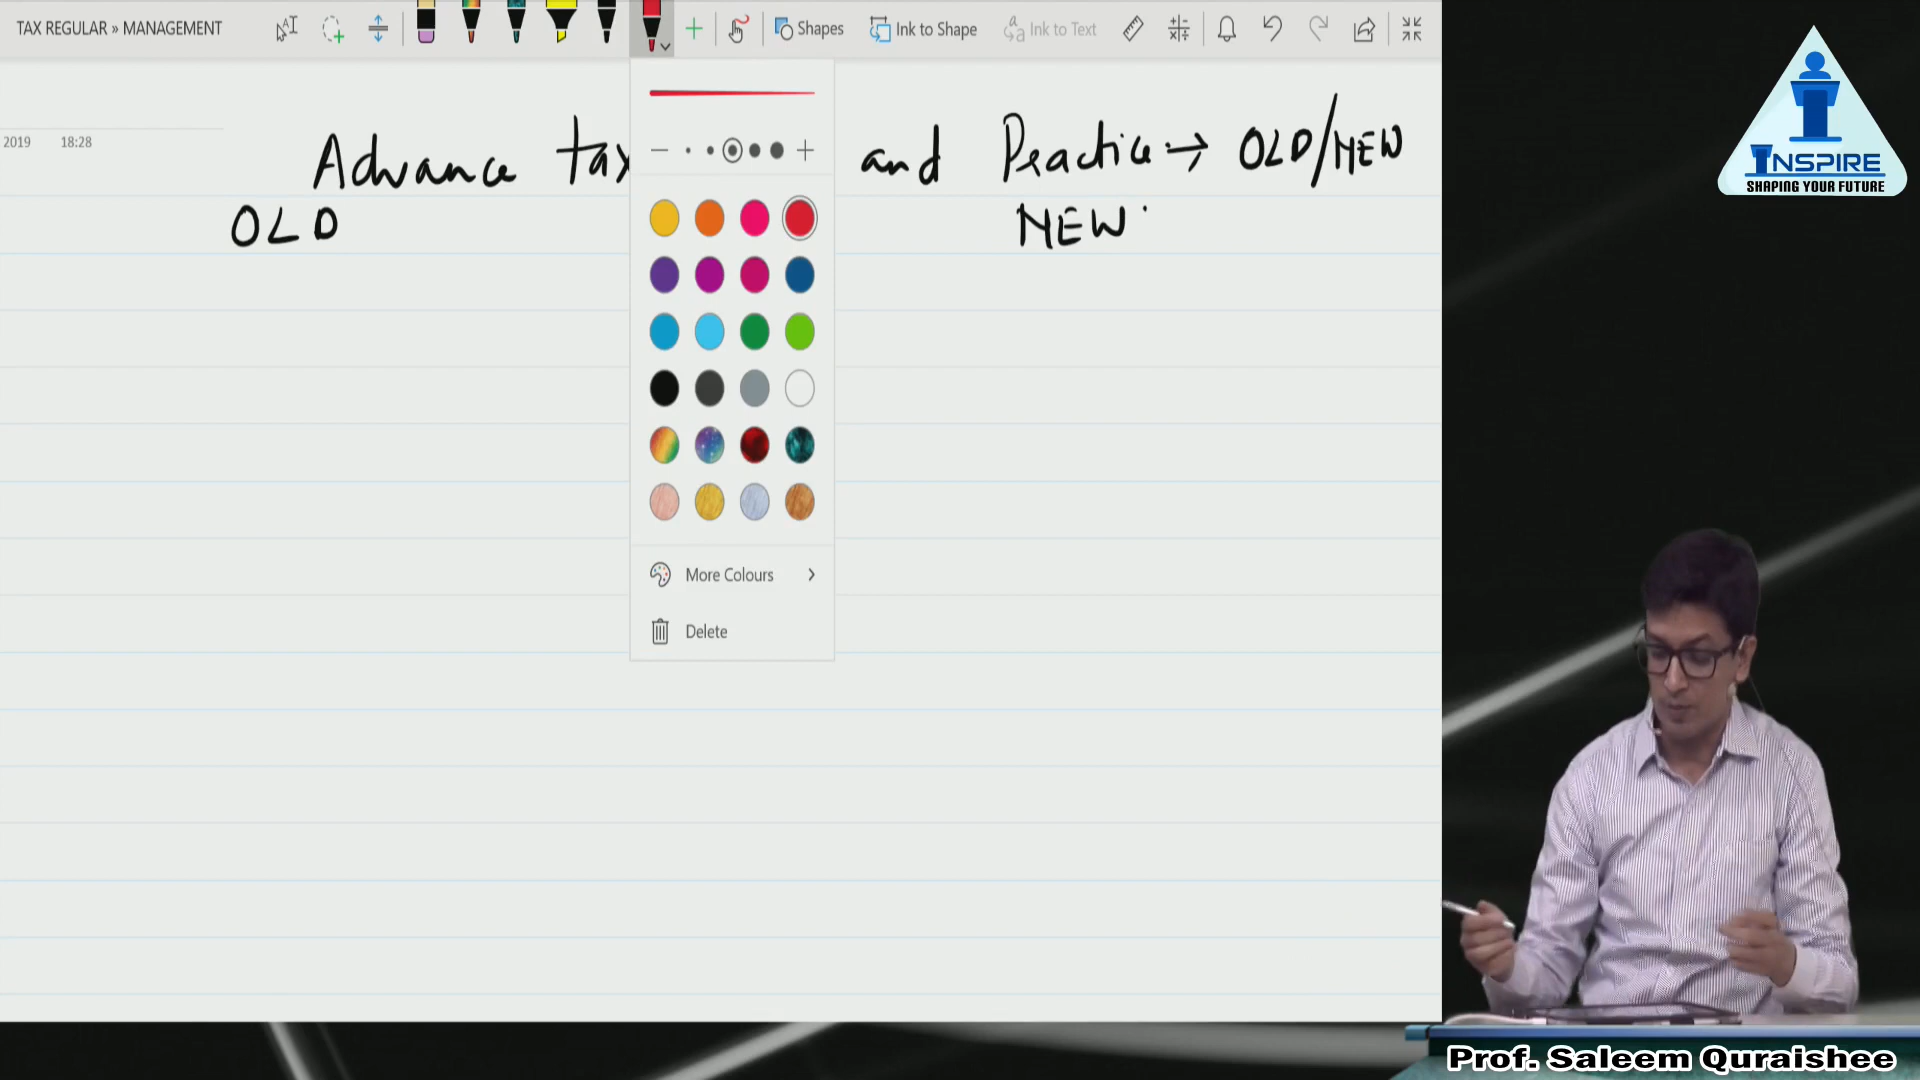 TAX REGULAR » MANAGEMENT
Shapes
Ink to Shape
Ink to Text
2019 18:28
Advance tax and Practice → OLD/NEW
OLD NEW
More Colours
Delete
INSPIRE
SHAPING YOUR FUTURE
Prof. Saleem Quraishee